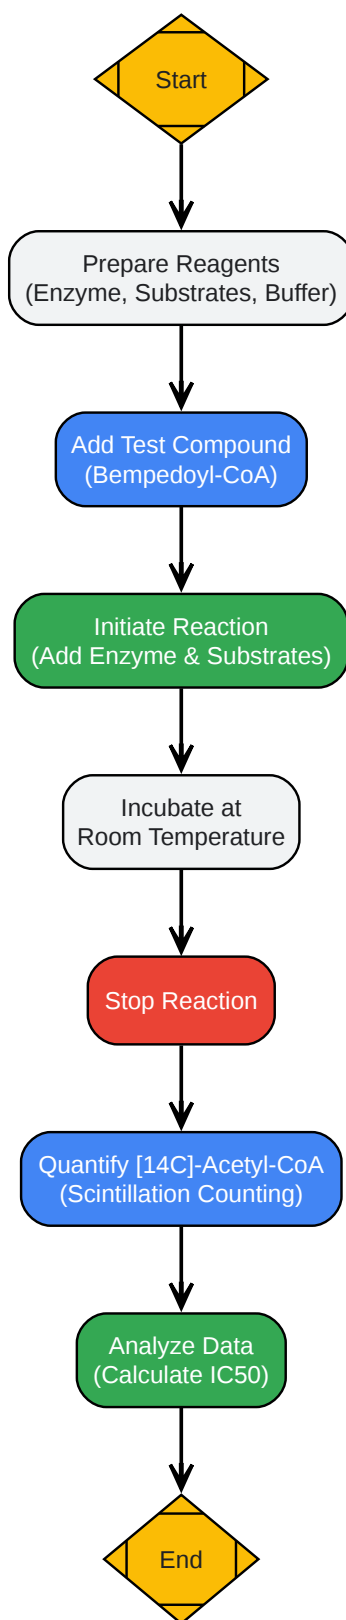 Start
Prepare Reagents
(Enzyme, Substrates, Buffer)
Add Test Compound
(Bempedoyl-CoA)
Initiate Reaction
(Add Enzyme & Substrates)
Incubate at
Room Temperature
Stop Reaction
Quantify [14C]-Acetyl-CoA
(Scintillation Counting)
Analyze Data
(Calculate IC50)
End